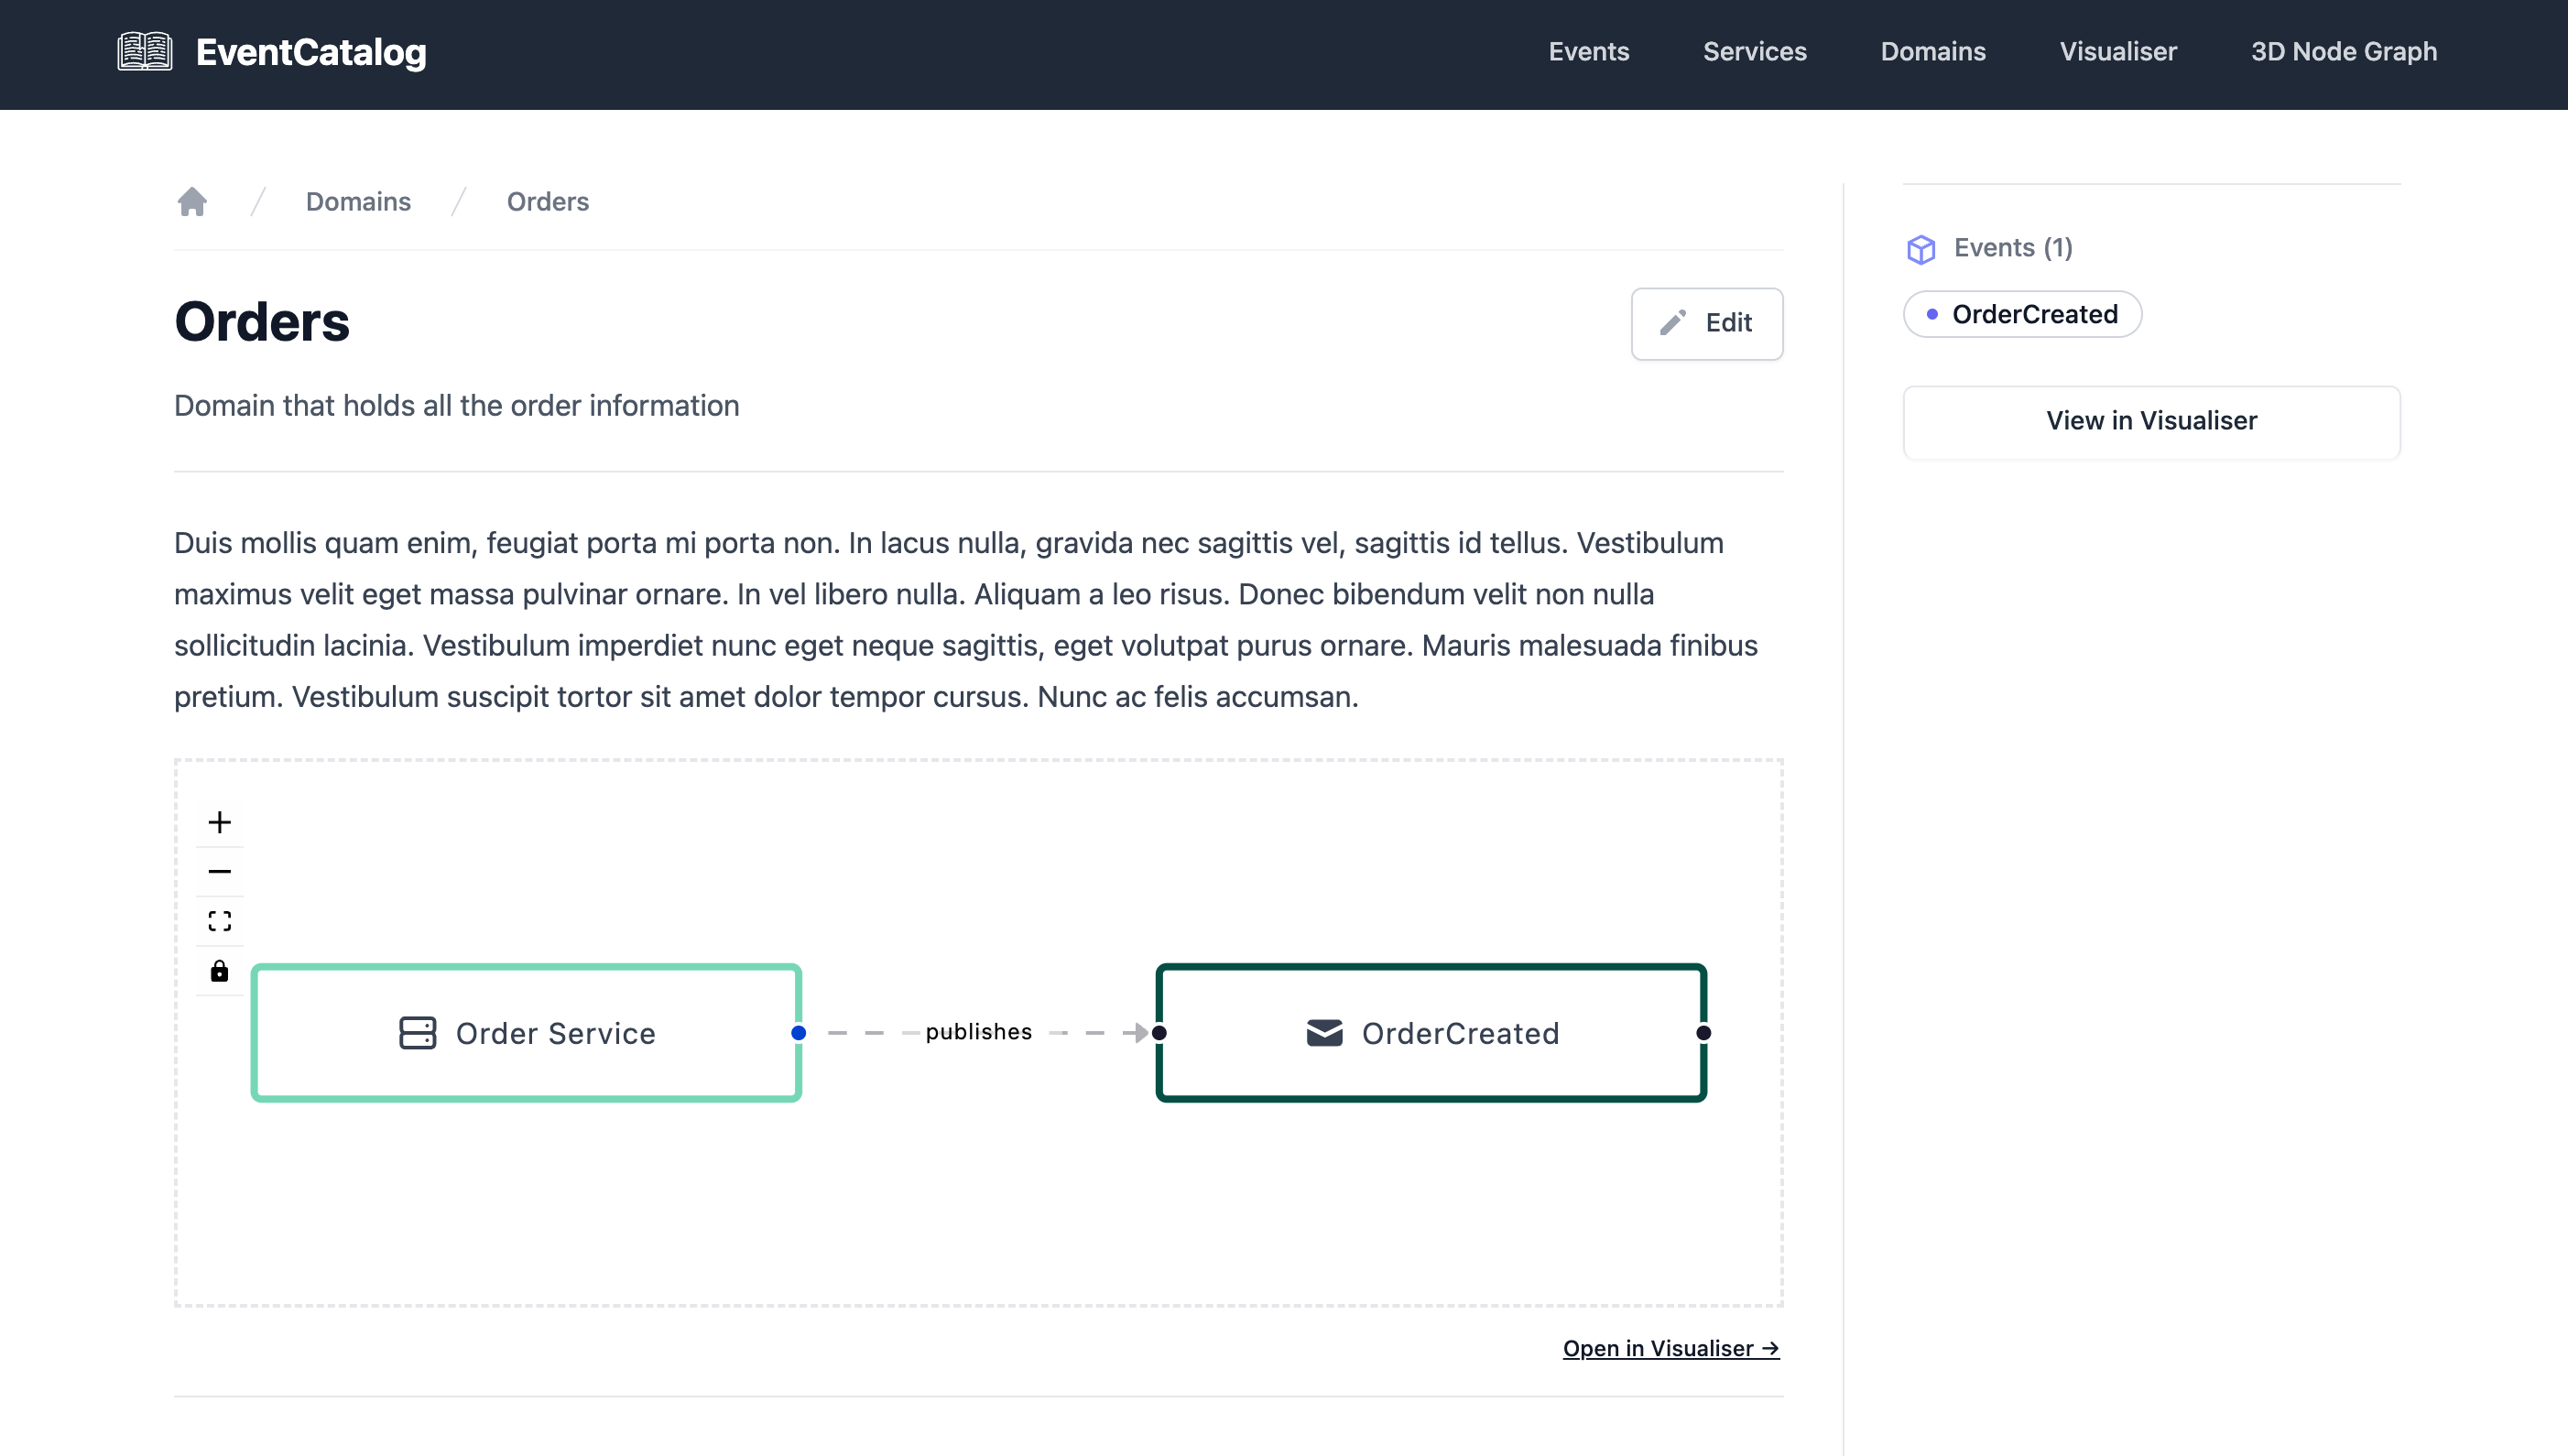 EventCatalog
Events Services Domains Visualiser 3D Node Graph
/ Domains / Orders
Orders
Edit
Domain that holds all the order information
Duis mollis quam enim, feugiat porta mi porta non. In lacus nulla, gravida nec sagittis vel, sagittis id tellus. Vestibulum
maximus velit eget massa pulvinar ornare. In vel libero nulla. Aliquam a leo risus. Donec bibendum velit non nulla
sollicitudin lacinia. Vestibulum imperdiet nunc eget neque sagittis, eget volutpat purus ornare. Mauris malesuada finibus
pretium. Vestibulum suscipit tortor sit amet dolor tempor cursus. Nunc ac felis accumsan.
Order Service
publishes
OrderCreated
Open in Visualiser →
Events (1)
OrderCreated
View in Visualiser